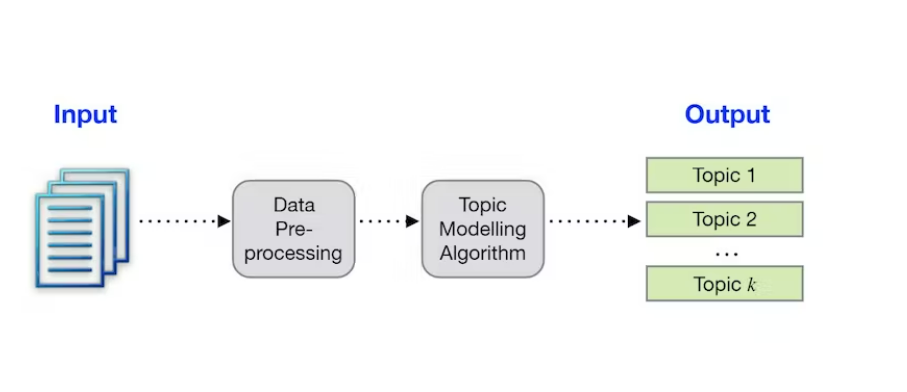 Input
Output
Data
Pre-
processing
Topic
Modelling
Algorithm
Topic 1
Topic 2
...
Topic k